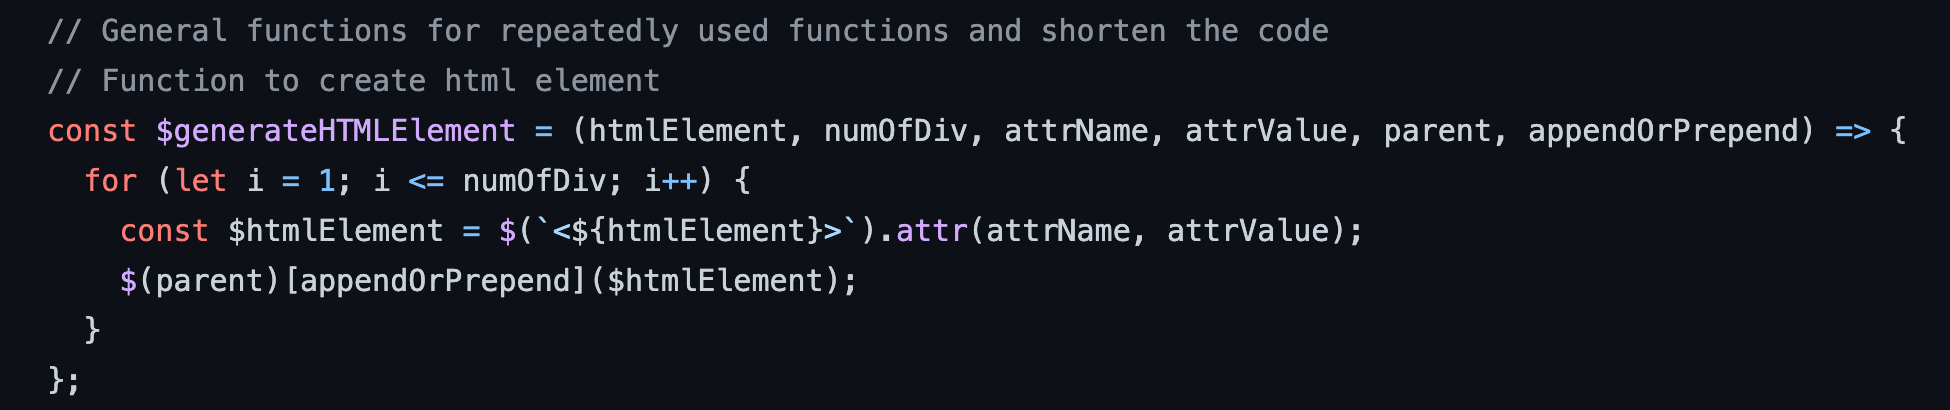 // General functions for repeatedly used functions and shorten the code
// Function to create html element
const $generateHTMLElement = (htmlElement, numOfDiv, attrName, attrValue, parent, appendOrPrepend) => {
  for (let i = 1; i <= numOfDiv; i++) {
    const $htmlElement = $(`<${htmlElement}>`).attr(attrName, attrValue);
    $(parent)[appendOrPrepend]($htmlElement);
  }
};